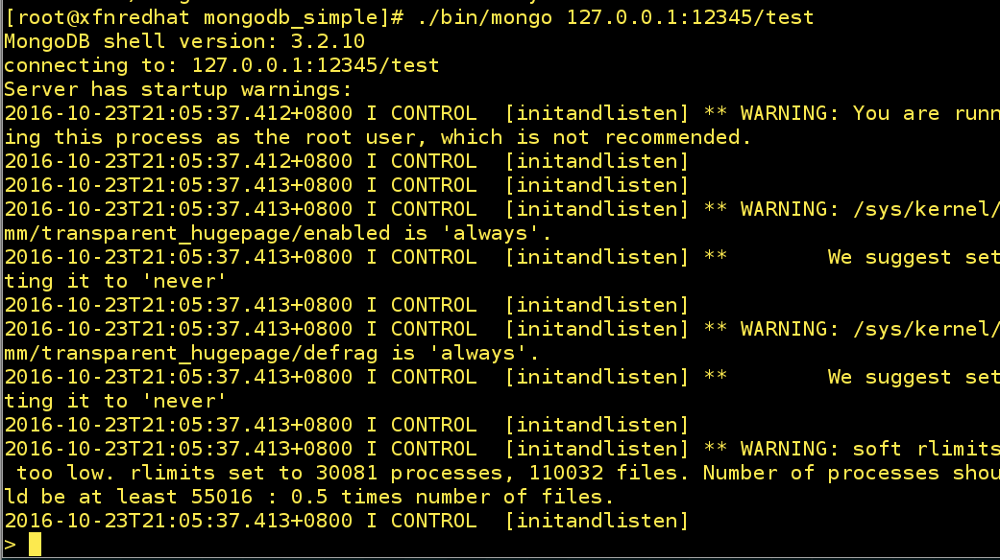 [root@xfnredhat mongodb_simple]# ./bin/mongo 127.0.0.1:12345/test
MongoDB shell version: 3.2.10
connecting to: 127.0.0.1:12345/test
Server has startup warnings:
2016-10-23T21:05:37.412+0800 I CONTROL  [initandlisten] ** WARNING: You are runn
ing this process as the root user, which is not recommended.
2016-10-23T21:05:37.412+0800 I CONTROL  [initandlisten]
2016-10-23T21:05:37.413+0800 I CONTROL  [initandlisten]
2016-10-23T21:05:37.413+0800 I CONTROL  [initandlisten] ** WARNING: /sys/kernel/
mm/transparent_hugepage/enabled is 'always'.
2016-10-23T21:05:37.413+0800 I CONTROL  [initandlisten] **        We suggest set
ting it to 'never'
2016-10-23T21:05:37.413+0800 I CONTROL  [initandlisten]
2016-10-23T21:05:37.413+0800 I CONTROL  [initandlisten] ** WARNING: /sys/kernel/
mm/transparent_hugepage/defrag is 'always'.
2016-10-23T21:05:37.413+0800 I CONTROL  [initandlisten] **        We suggest set
ting it to 'never'
2016-10-23T21:05:37.413+0800 I CONTROL  [initandlisten]
2016-10-23T21:05:37.413+0800 I CONTROL  [initandlisten] ** WARNING: soft rlimits
 too low. rlimits set to 30081 processes, 110032 files. Number of processes shou
ld be at least 55016 : 0.5 times number of files.
2016-10-23T21:05:37.413+0800 I CONTROL  [initandlisten]
>